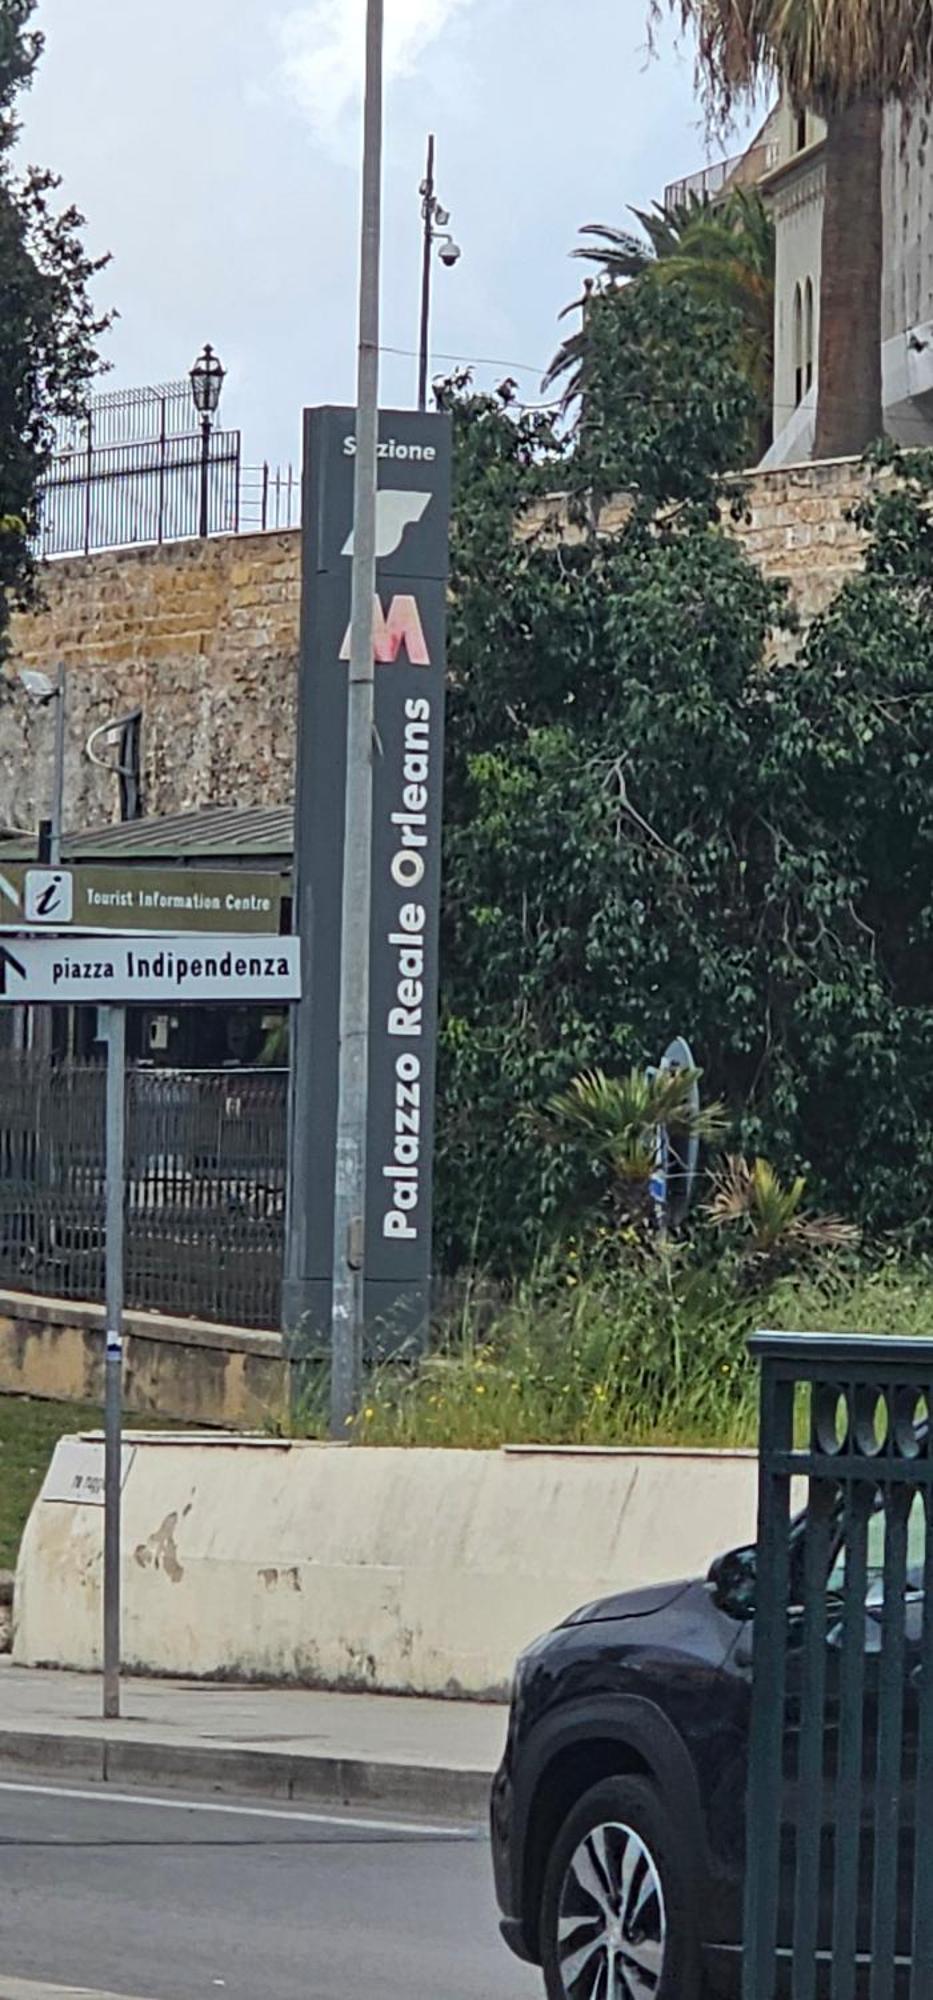 Stazione
M
Palazzo Reale Orleans
i Tourist Information Centre
piazza Indipendenza